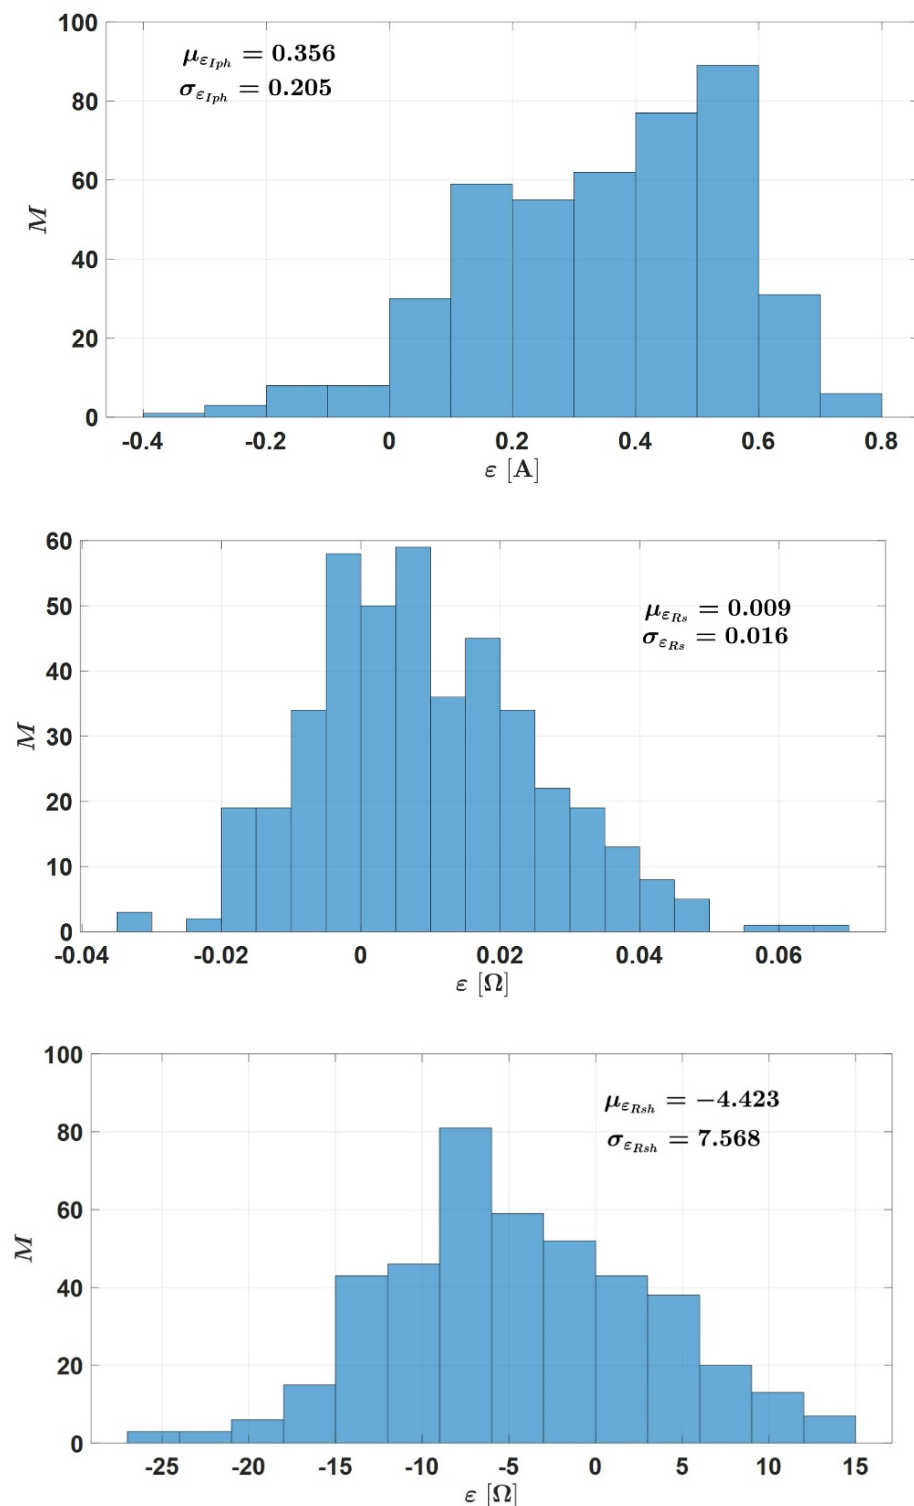 100
μ_{ε_{Iph}} = 0.356
80
σ_{ε_{Iph}} = 0.205
60
M
40
20
0
-0.4 -0.2 0 0.2 0.4 0.6 0.8
ε [A]
60
50
μ_{ε_{Rs}} = 0.009
σ_{ε_{Rs}} = 0.016
40
30
M
20
10
0
-0.04 -0.02 0 0.02 0.04 0.06
ε [Ω]
100
μ_{ε_{Rsh}} = −4.423
80
σ_{ε_{Rsh}} = 7.568
60
M
40
20
0
-25 -20 -15 -10 -5 0 5 10 15
ε [Ω]